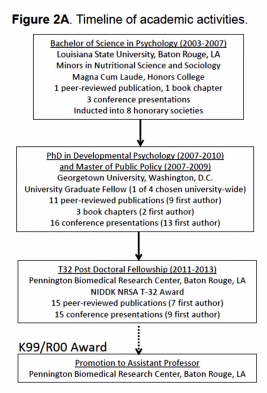 Figure 2A. Timeline of academic activities.
Bachelor of Science in Psychology (2003-2007)
Louisiana State University, Baton Rouge, LA
Minors in Nutritional Science and Sociology
Magna Cum Laude, Honors College
1 peer-reviewed publication, 1 book chapter
3 conference presentations
Inducted into 8 honorary societies
PhD in Developmental Psychology (2007-2010)
and Master of Public Policy (2007-2009)
Georgetown University, Washington, D.C.
University Graduate Fellow (1 of 4 chosen university-wide)
11 peer-reviewed publications (9 first author)
3 book chapters (2 first author)
16 conference presentations (13 first author)
T32 Post Doctoral Fellowship (2011-2013)
Pennington Biomedical Research Center, Baton Rouge, LA
NIDDK NRSA T-32 Award
15 peer-reviewed publications (7 first author)
15 conference presentations (9 first author)
K99/R00 Award
Promotion to Assistant Professor
Pennington Biomedical Research Center, Baton Rouge, LA